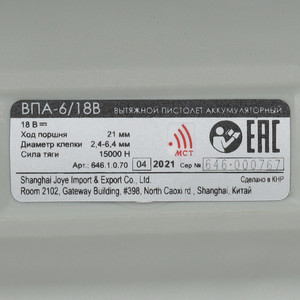 ВПА-6/18В
ВЫТЯЖНОЙ ПИСТОЛЕТ АККУМУЛЯТОРНЫЙ
18 В
Ход поршня 21 мм
Диаметр клепки 2,4-6,4 мм
Сила тяги 15000 Н
МСТ
EAC
Арт.: 646.1.0.70 04 2021 Сер № 646-000767
Shanghai Joye Import & Export Co., Ltd. Сделано в КНР
Room 2102, Gateway Building, #398, North Caoxi rd , Shanghai, Китай